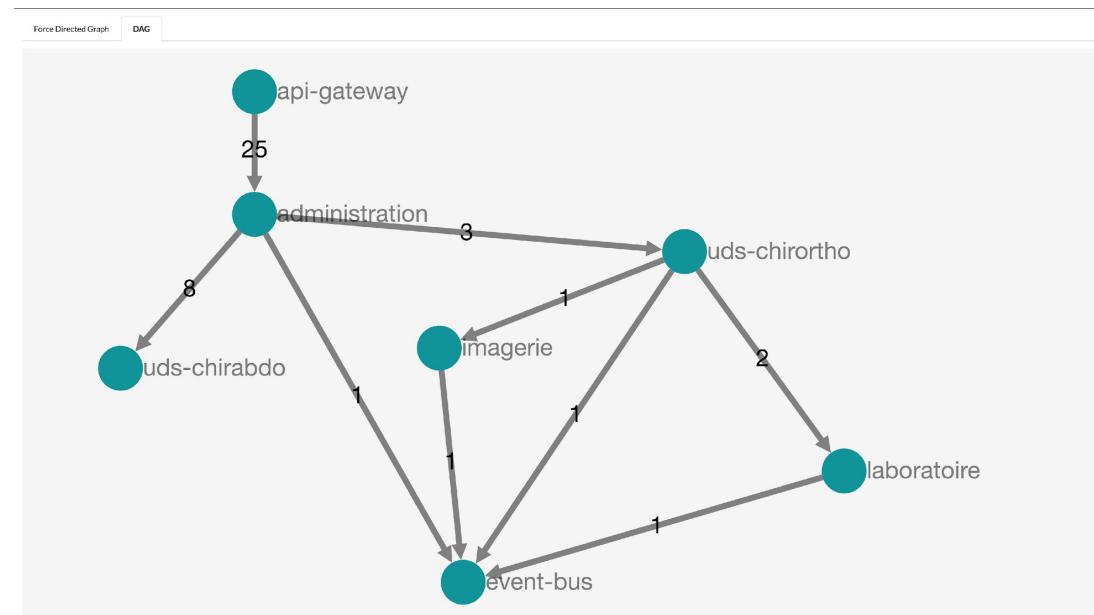 Force Directed Graph DAG
api-gateway
25
administration
3
uds-chirortho
8
1
imagerie
2
uds-chirabdo
1
1
1
laboratoire
1
event-bus